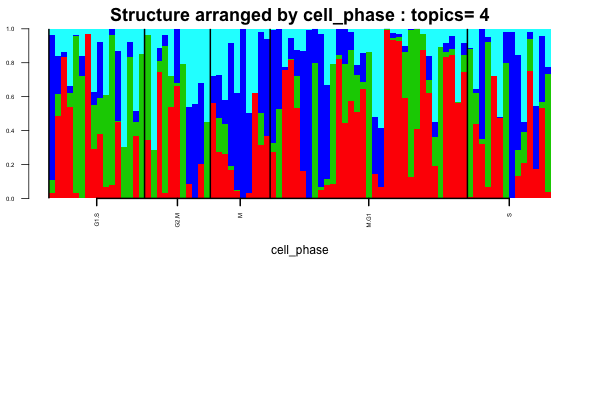 Structure arranged by cell_phase : topics= 4
1.0
0.8
0.6
0.4
0.2
0.0
G1.S
G2.M
M
M.G1
S
cell_phase